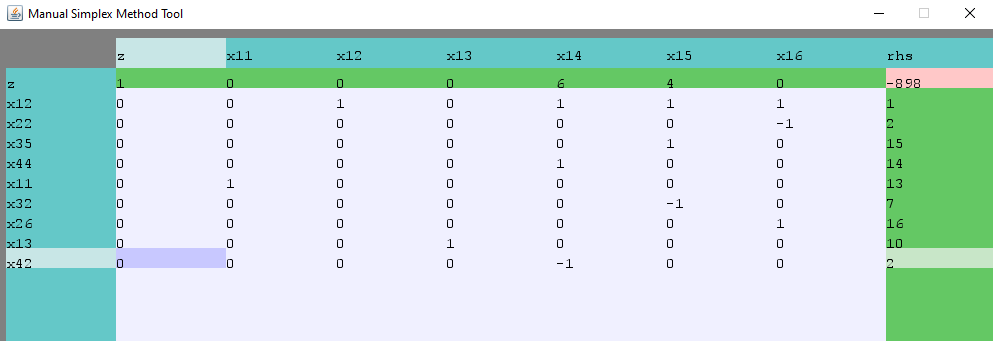 Manual Simplex Method Tool
z x11 x12 x13 x14 x15 x16 rhs
z 1 0 0 0 6 4 0 -898
x12 0 0 1 0 1 1 1 1
x22 0 0 0 0 0 0 -1 2
x35 0 0 0 0 0 1 0 15
x44 0 0 0 0 1 0 0 14
x11 0 1 0 0 0 0 0 13
x32 0 0 0 0 0 -1 0 7
x26 0 0 0 0 0 0 1 16
x13 0 0 0 1 0 0 0 10
x42 0 0 0 0 -1 0 0 2